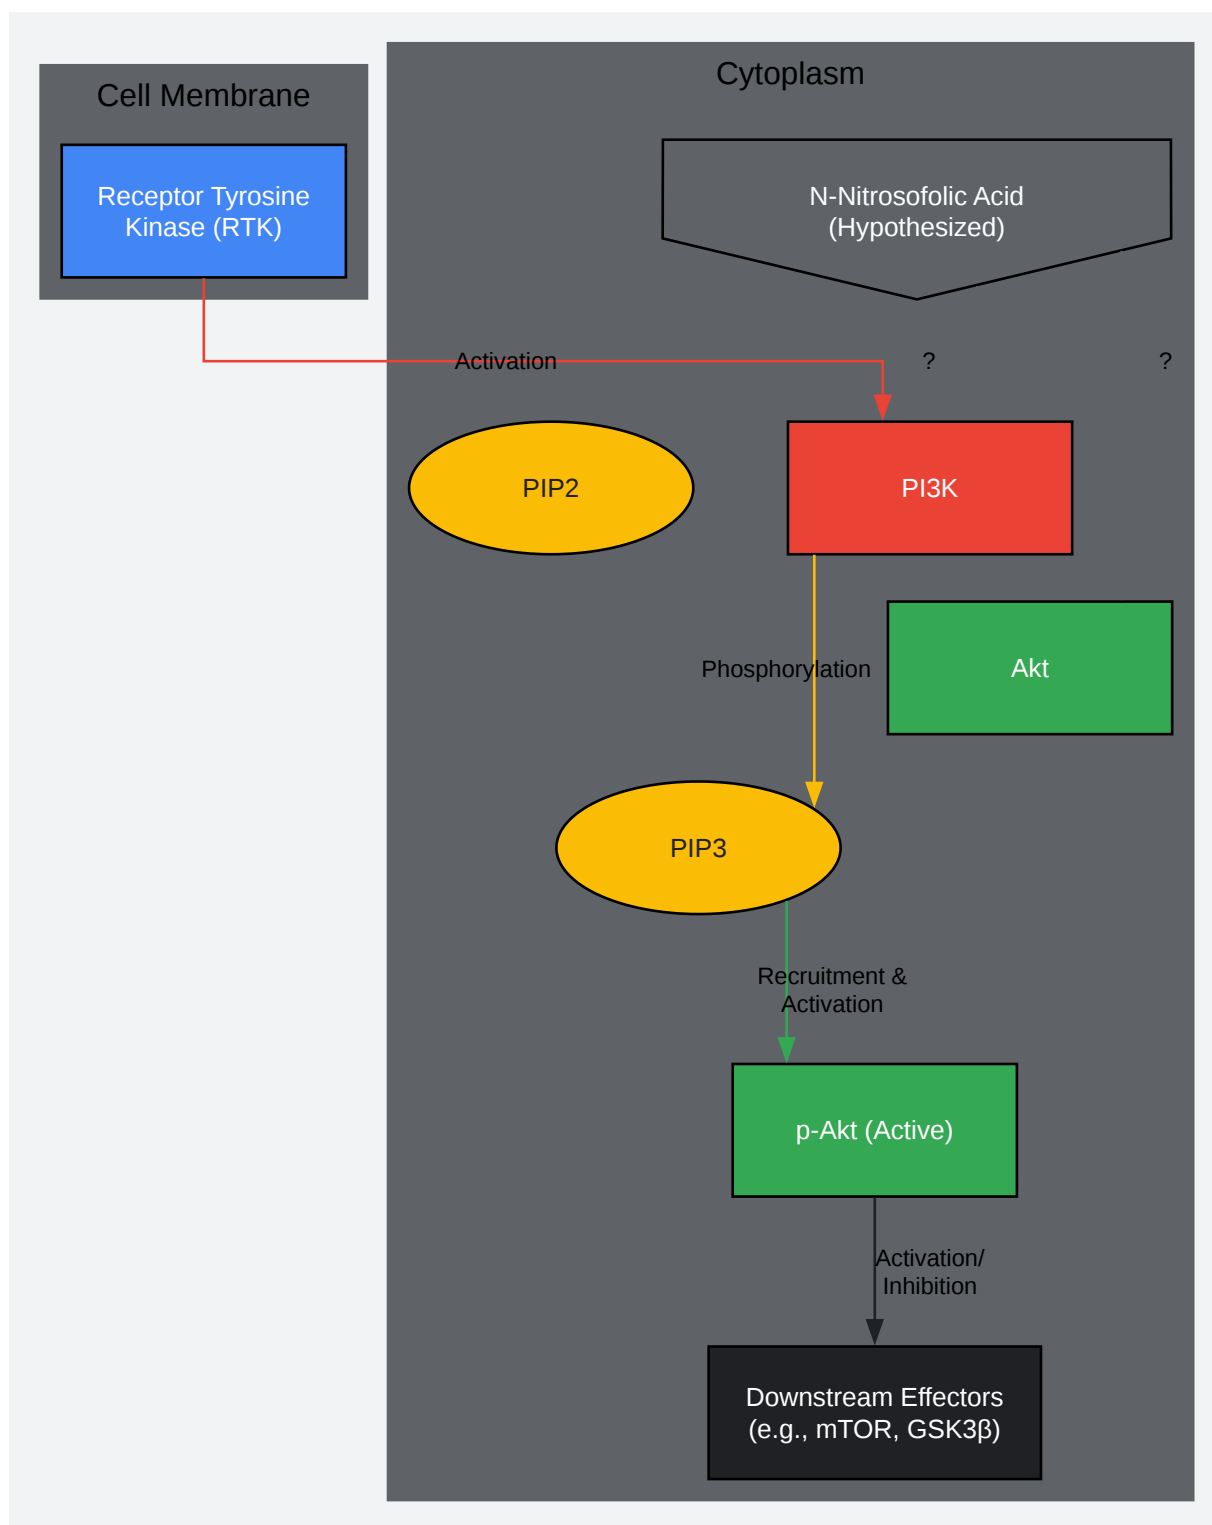 Cell Membrane
Receptor Tyrosine
Kinase (RTK)
Cytoplasm
N-Nitrosofolic Acid
(Hypothesized)
Activation
?
?
PIP2
PI3K
Phosphorylation
Akt
PIP3
Recruitment &
Activation
p-Akt (Active)
Activation/
Inhibition
Downstream Effectors
(e.g., mTOR, GSK3β)